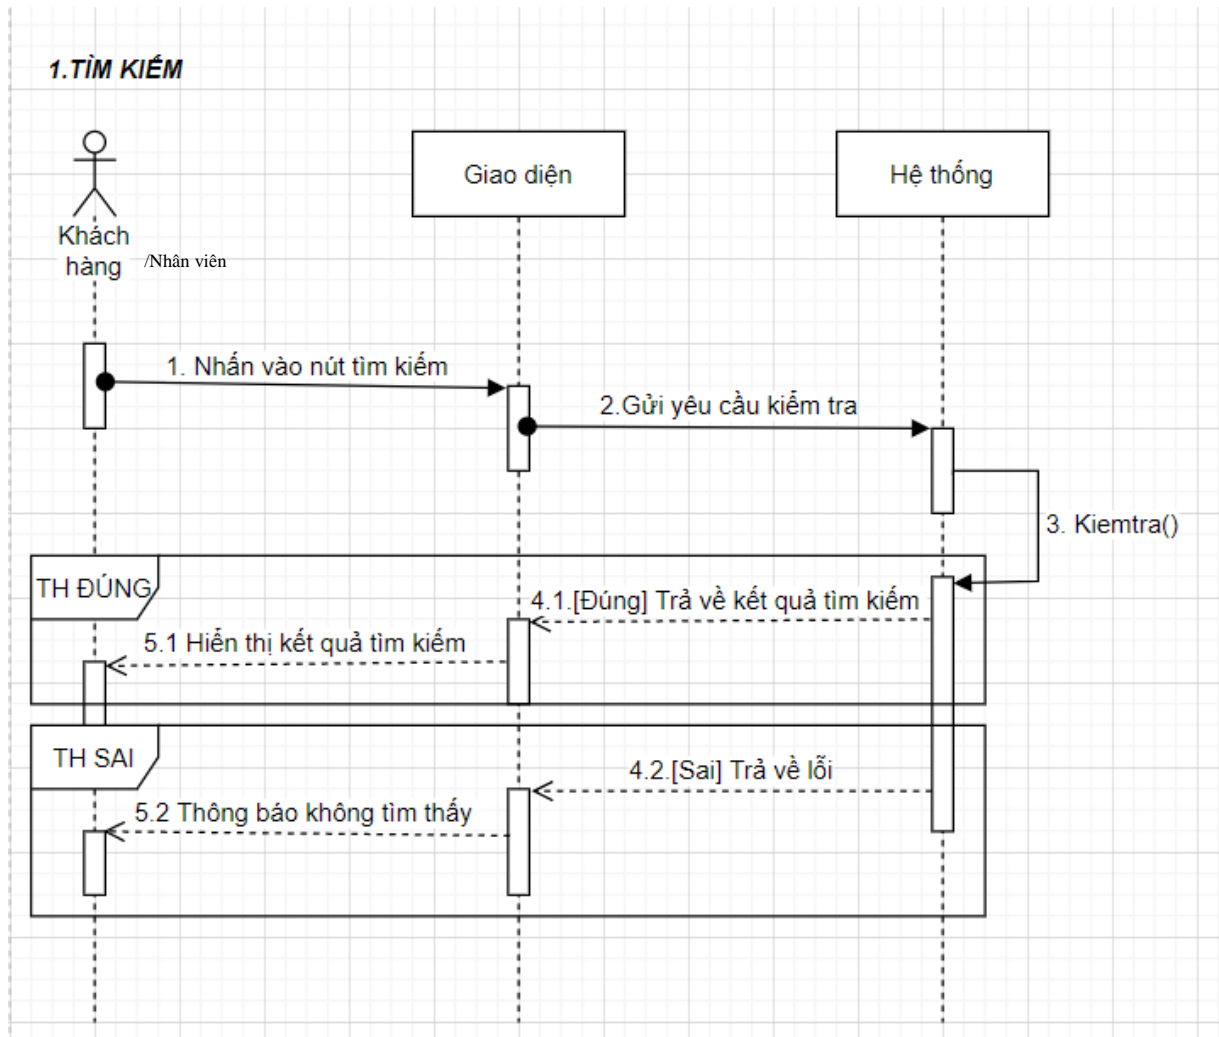 1.TÌM KIẾM
Giao diện
Hệ thống
Khách
hàng
/Nhân viên
1. Nhấn vào nút tìm kiếm
2.Gửi yêu cầu kiểm tra
3. Kiemtra()
TH ĐÚNG
4.1.[Đúng] Trả về kết quả tìm kiếm
5.1 Hiển thị kết quả tìm kiếm
TH SAI
4.2.[Sai] Trả về lỗi
5.2 Thông báo không tìm thấy